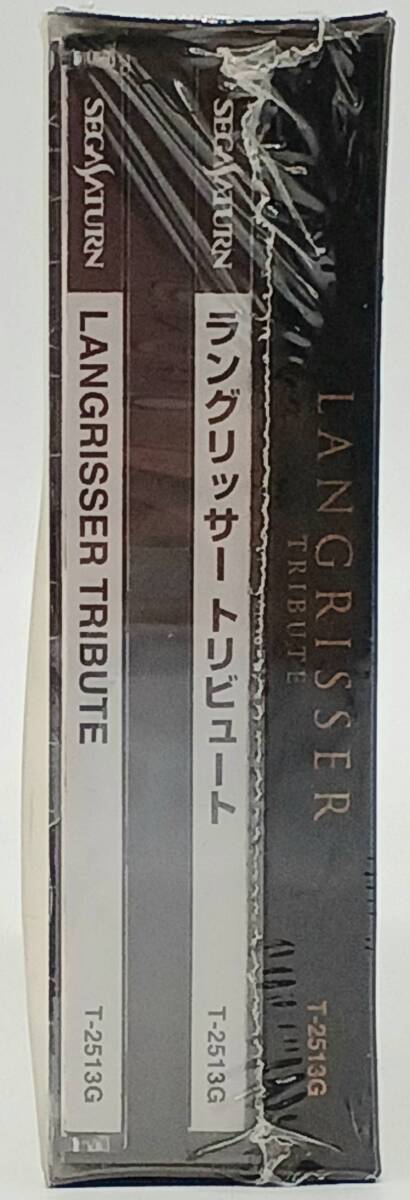 SEGA SATURN
LANGRISSER TRIBUTE
T-2513G
SEGA SATURN
ラングリッサートリビュート
T-2513G
LANGRISSER
TRIBUTE
T-2513G